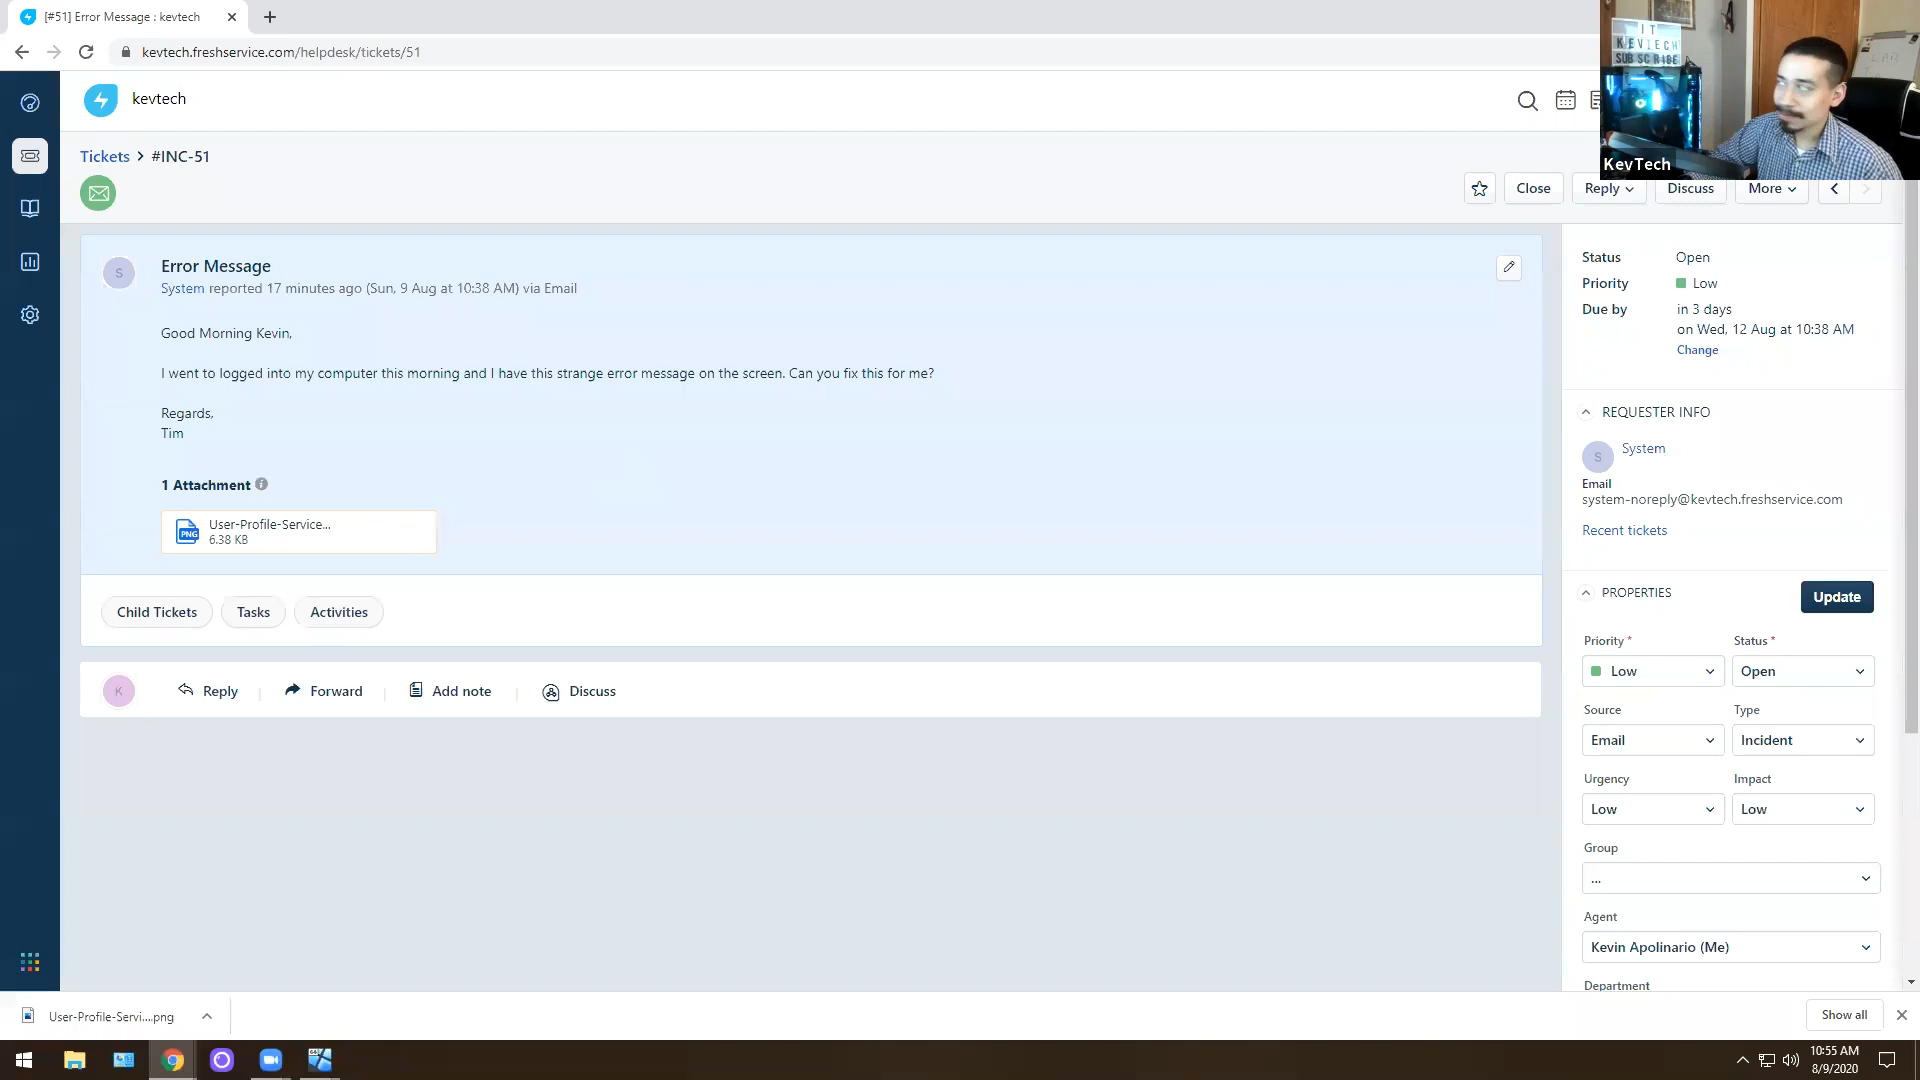 [#51] Error Message : kevtech
kevtech.freshservice.com/helpdesk/tickets/51
IT
KEVTECH
SUBSCRIBE
KevTech
kevtech
Tickets > #INC-51
Close
Reply
Discuss
More
S
Error Message
System reported 17 minutes ago (Sun, 9 Aug at 10:38 AM) via Email
Good Morning Kevin,
I went to logged into my computer this morning and I have this strange error message on the screen. Can you fix this for me?
Regards,
Tim
1 Attachment
PNG
User-Profile-Service...
6.38 KB
Child Tickets
Tasks
Activities
K
Reply
Forward
Add note
Discuss
Status Open
Priority Low
Due by in 3 days
on Wed, 12 Aug at 10:38 AM
Change
REQUESTER INFO
S
System
Email
system-noreply@kevtech.freshservice.com
Recent tickets
PROPERTIES
Update
Priority * Status *
Low Open
Source Type
Email Incident
Urgency Impact
Low Low
Group
...
Agent
Kevin Apolinario (Me)
Department
User-Profile-Servi....png
Show all
10:55 AM
8/9/2020